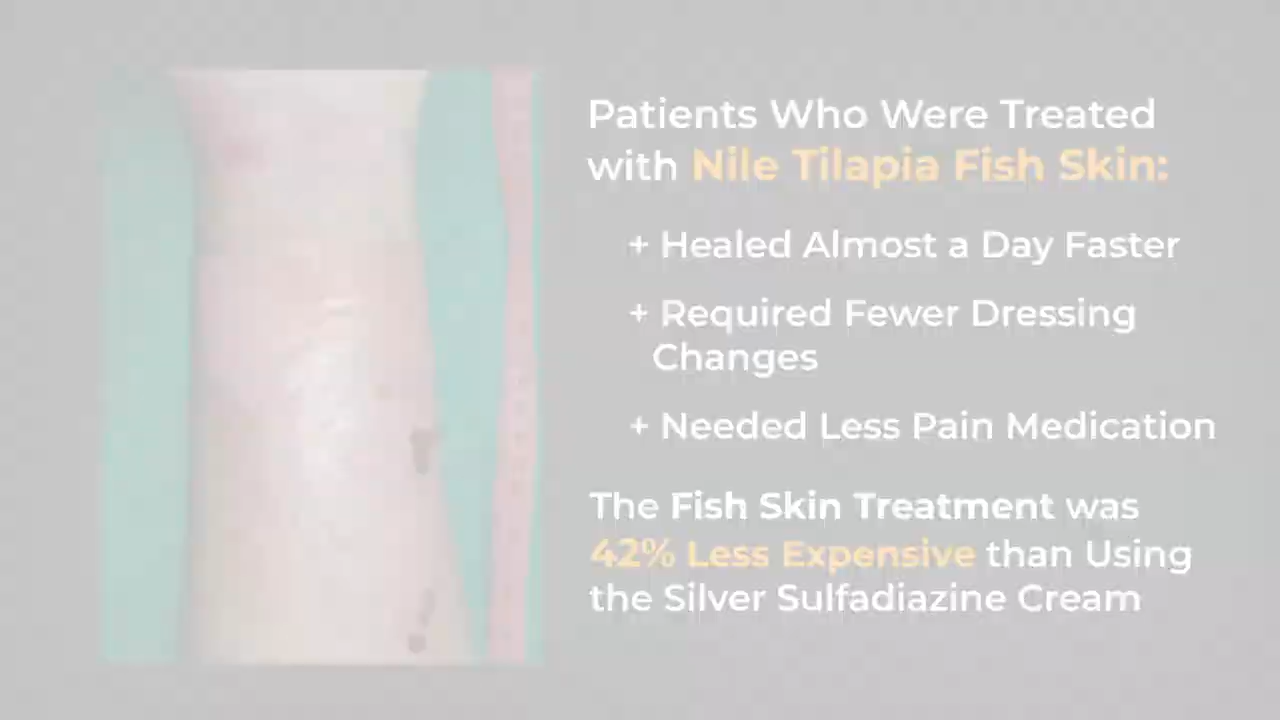 Patients Who Were Treated
with Nile Tilapia Fish Skin:
+ Healed Almost a Day Faster
+ Required Fewer Dressing
Changes
+ Needed Less Pain Medication
The Fish Skin Treatment was
42% Less Expensive than Using
the Silver Sulfadiazine Cream